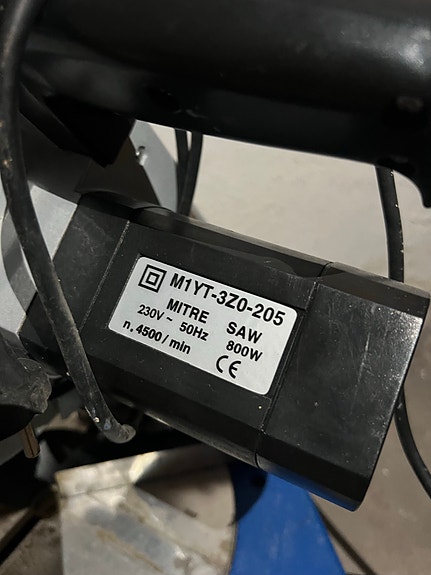 M1YT-3Z0-205
MITRE SAW
230V ~ 50Hz 800W
n. 4500 / min
CE